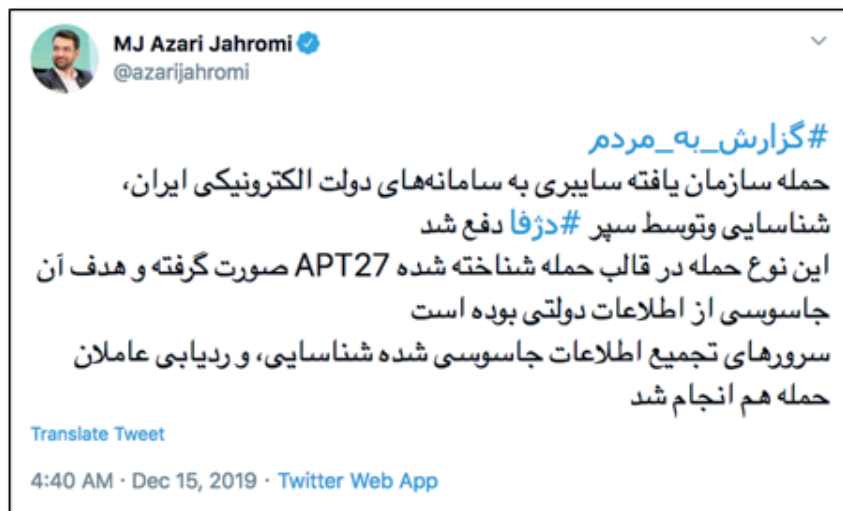 MJ Azari Jahromi
@azarijahromi
#گزارش_به_مردم
حمله سازمان یافته سایبری به سامانه‌های دولت الکترونیکی ایران،
شناسایی وتوسط سپر #دژفا دفع شد
این نوع حمله در قالب حمله شناخته شده APT27 صورت گرفته و هدف آن
جاسوسی از اطلاعات دولتی بوده است
سرورهای تجمیع اطلاعات جاسوسی شده شناسایی، و ردیابی عاملان
حمله هم انجام شد
Translate Tweet
4:40 AM · Dec 15, 2019 · Twitter Web App